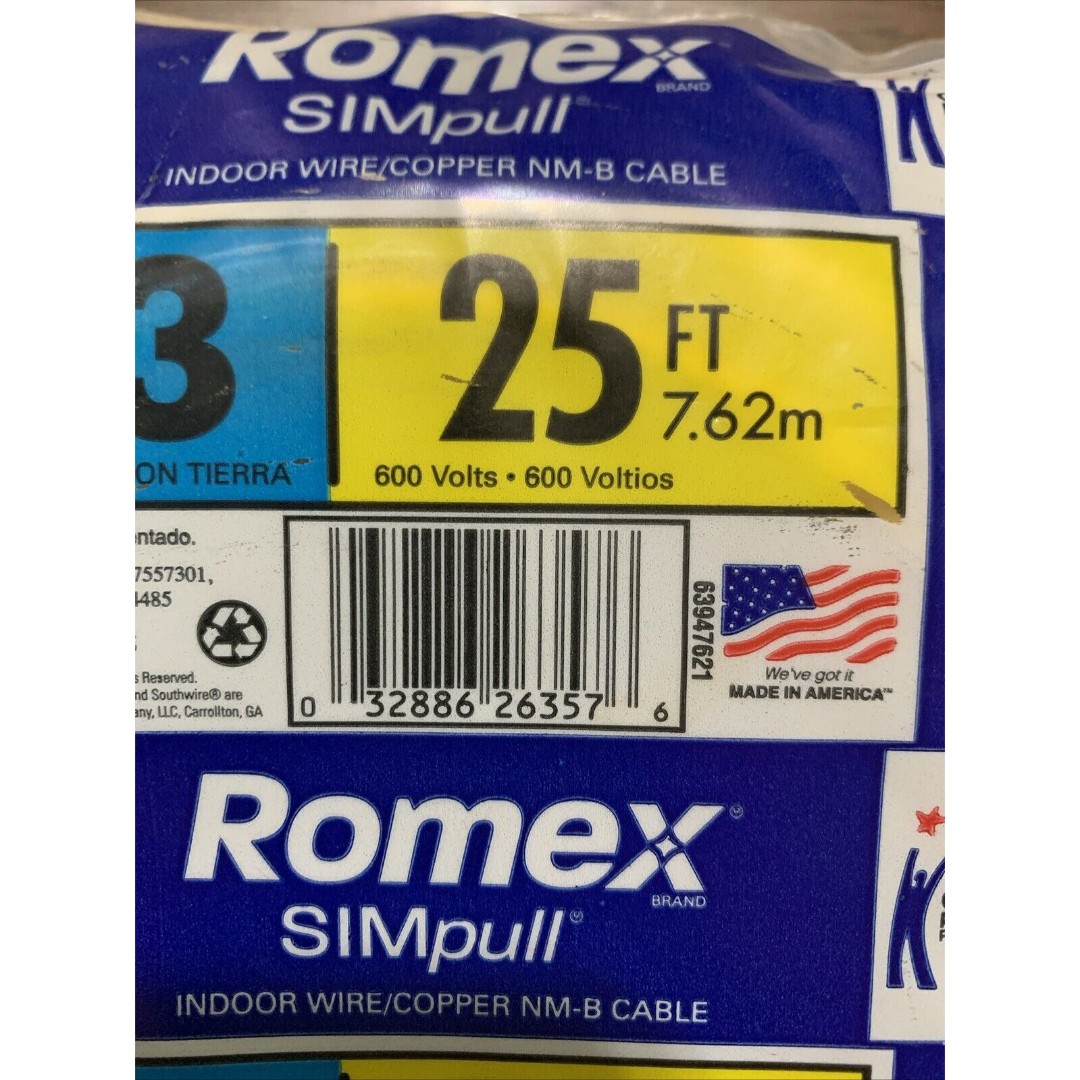 Romex
BRAND
SIMpull®
INDOOR WIRE/COPPER NM-B CABLE
3
25 FT
7.62m
ON TIERRA
600 Volts • 600 Voltios
ntado.
7557301,
485
s Reserved.
nd Southwire® are
any, LLC, Carrollton, GA
0 32886 26357 6
63947621
We've got it
MADE IN AMERICA™
Romex®
BRAND
SIMpull®
INDOOR WIRE/COPPER NM-B CABLE